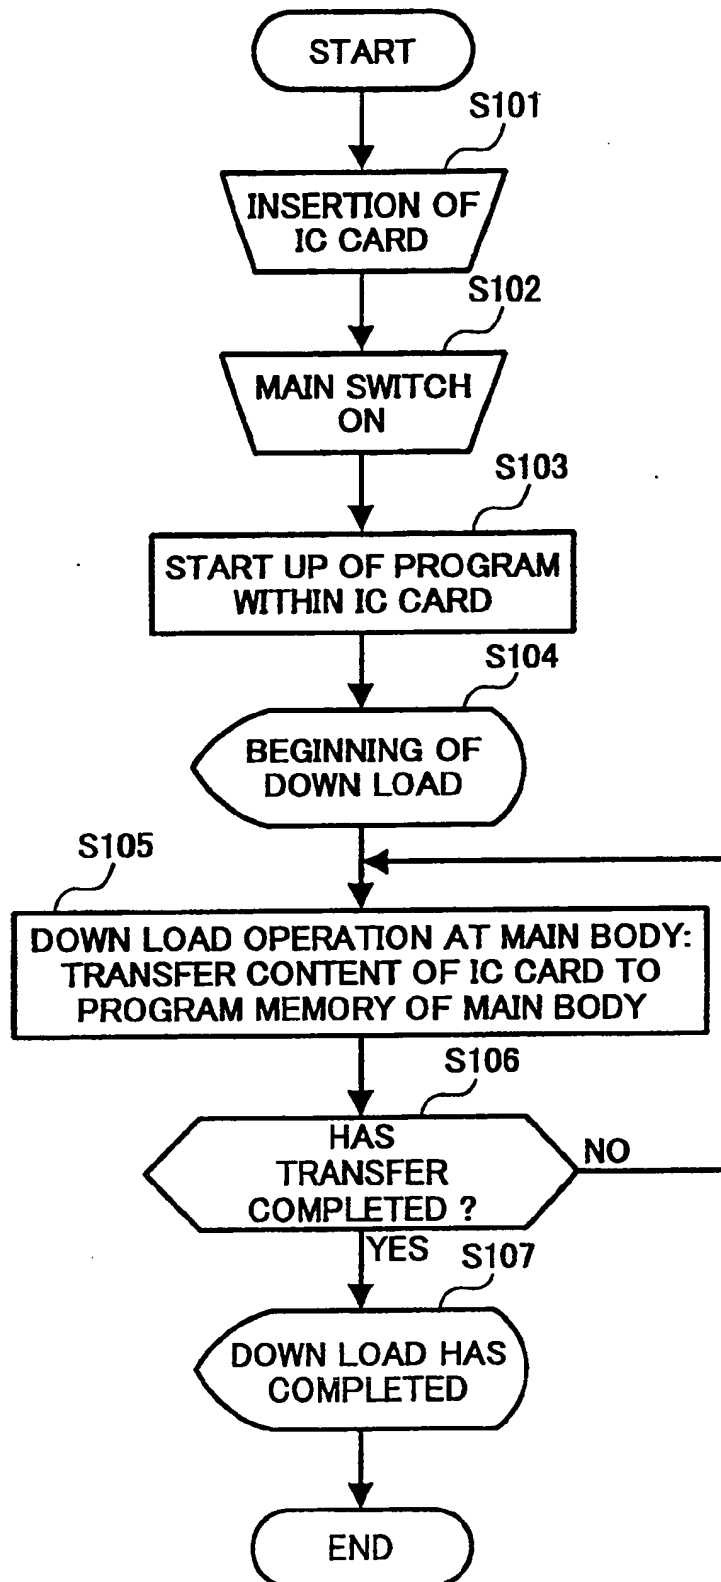 START
S101
INSERTION OF
IC CARD
S102
MAIN SWITCH
ON
S103
START UP OF PROGRAM
WITHIN IC CARD
S104
BEGINNING OF
DOWN LOAD
S105
DOWN LOAD OPERATION AT MAIN BODY:
TRANSFER CONTENT OF IC CARD TO
PROGRAM MEMORY OF MAIN BODY
S106
HAS
TRANSFER
COMPLETED ?
NO
YES
S107
DOWN LOAD HAS
COMPLETED
END